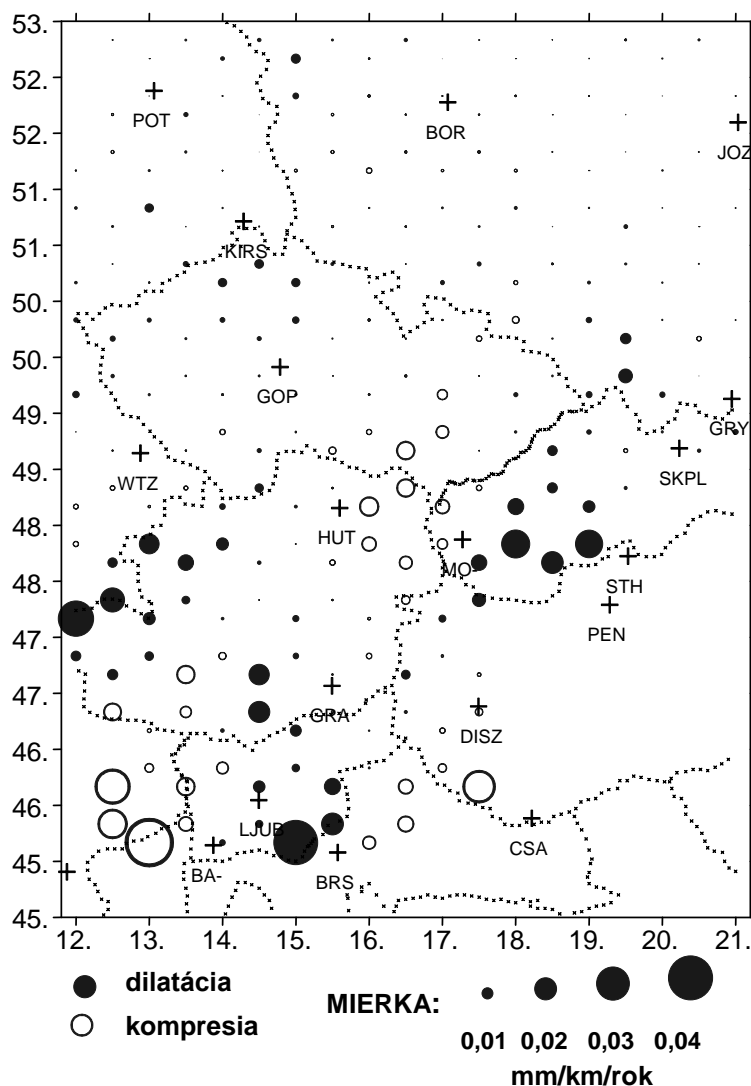 53.
52.
POT
BOR
52.
JOZ
51.
KIRS
51.
50.
50.
GOP
49.
GRY
49.
WTZ
SKPL
48.
HUT
MO-
48.
STH
PEN
47.
47.
GRA
DISZ
46.
46.
LJUB
CSA
45.
BA-
BRS
45.
12. 13. 14. 15. 16. 17. 18. 19. 20. 21.
dilatácia
kompresia
MIERKA:
0,01 0,02 0,03 0,04
mm/km/rok